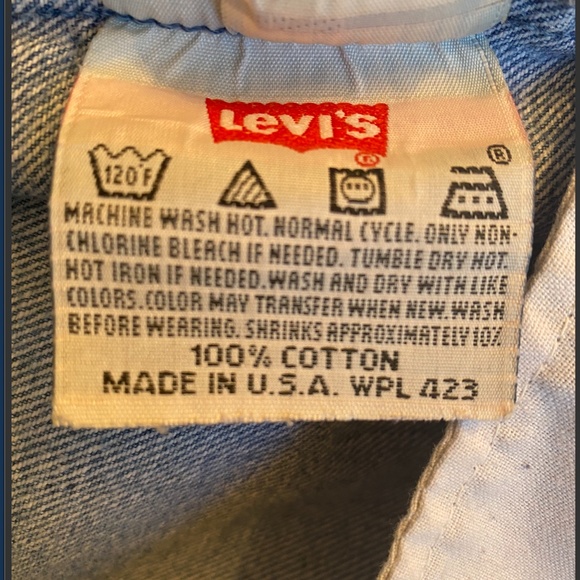 Levi's ®
120°F ®
MACHINE WASH HOT. NORMAL CYCLE. ONLY NON-
CHLORINE BLEACH IF NEEDED. TUMBLE DRY HOT.
HOT IRON IF NEEDED.WASH AND DRY WITH LIKE
COLORS.COLOR MAY TRANSFER WHEN NEW.WASH
BEFORE WEARING. SHRINKS APPROXIMATELY 10%
100% COTTON
MADE IN U.S.A. WPL 423